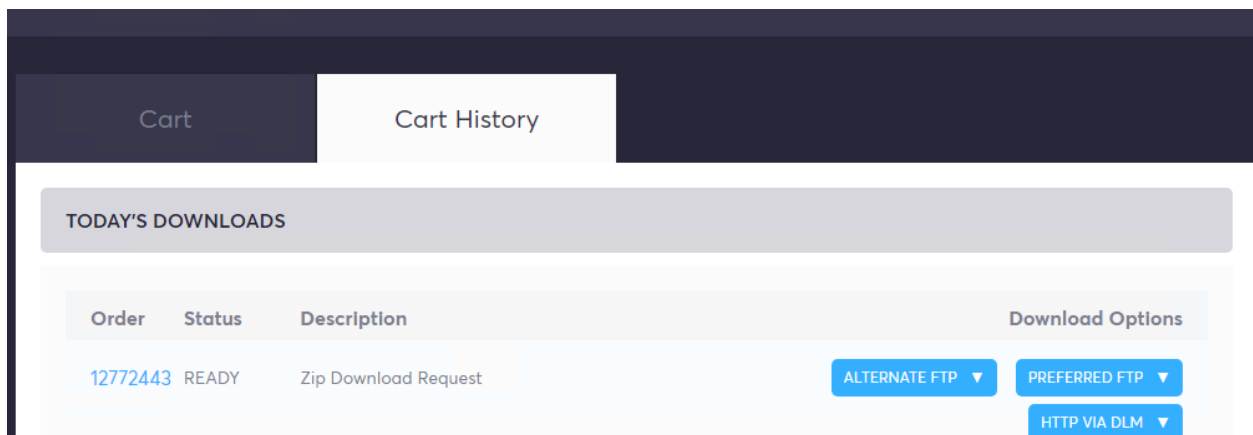 Cart
Cart History
TODAY'S DOWNLOADS
Order Status Description Download Options
12772443 READY Zip Download Request ALTERNATE FTP ▼ PREFERRED FTP ▼
HTTP VIA DLM ▼